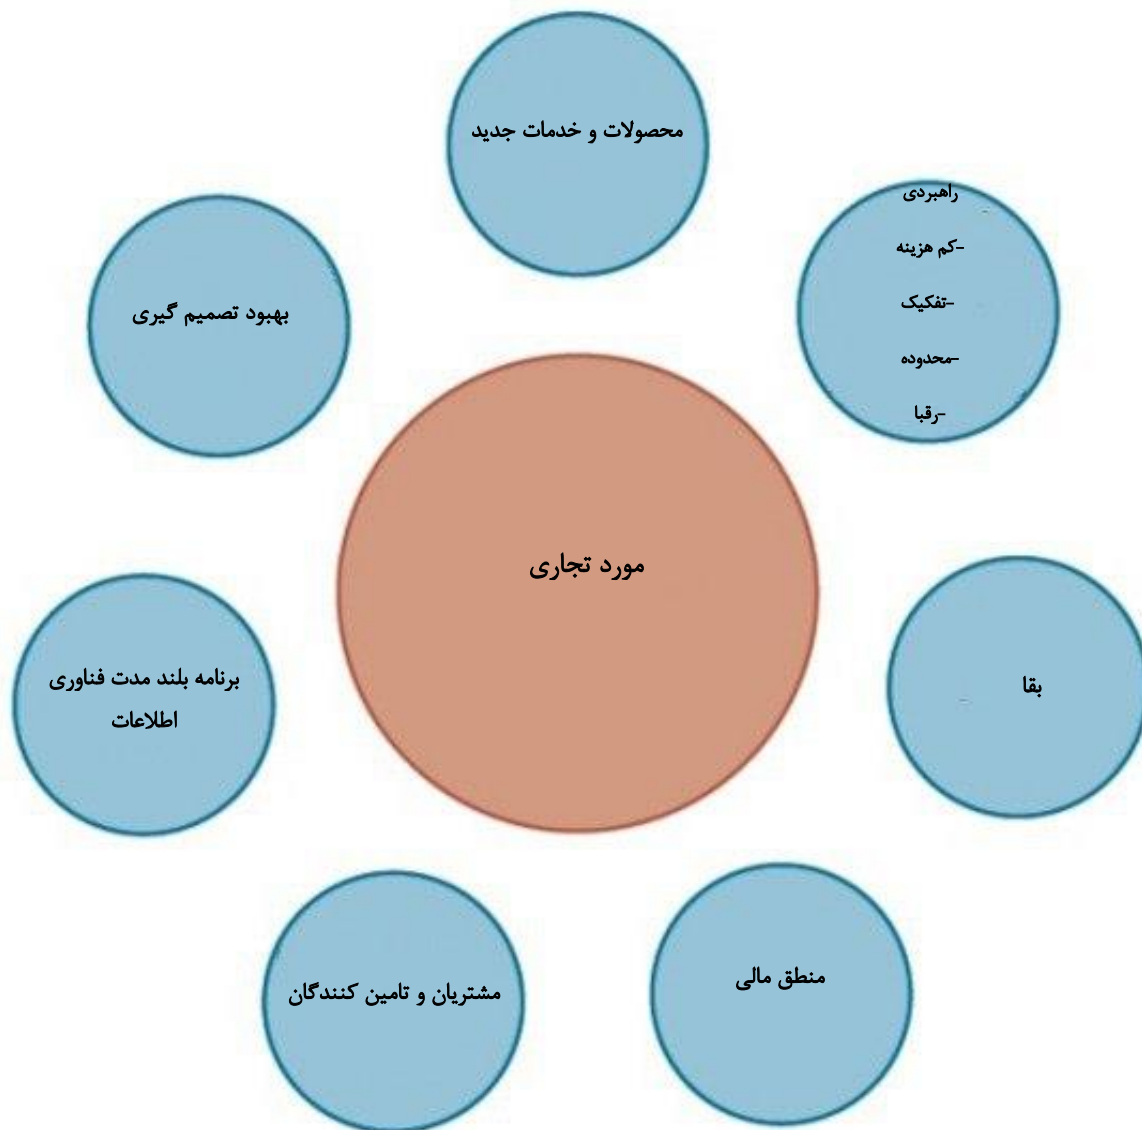 محصولات و خدمات جدید
راهبردی
-کم هزینه
-تفکیک
-محدوده
-رقبا
بهبود تصمیم گیری
مورد تجاری
بقا
برنامه بلند مدت فناوری
اطلاعات
منطق مالی
مشتریان و تامین کنندگان